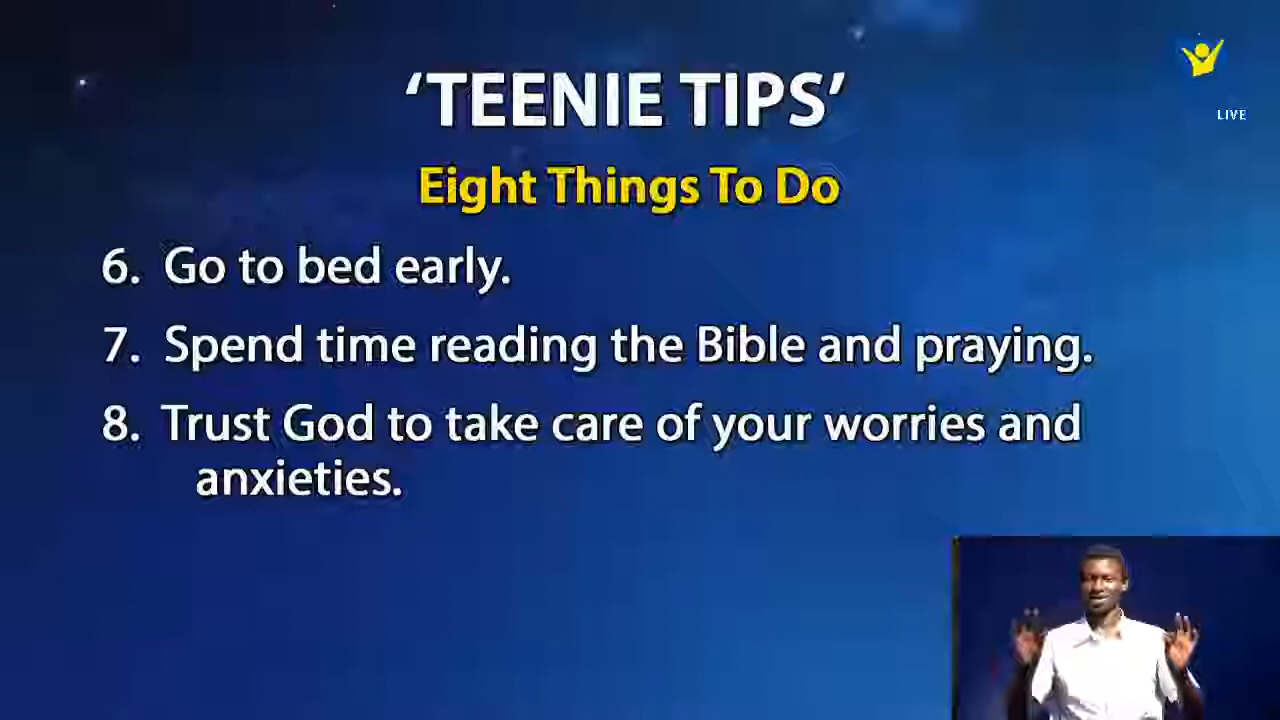 ‘TEENIE TIPS’
LIVE
Eight Things To Do
6. Go to bed early.
7. Spend time reading the Bible and praying.
8. Trust God to take care of your worries and
anxieties.